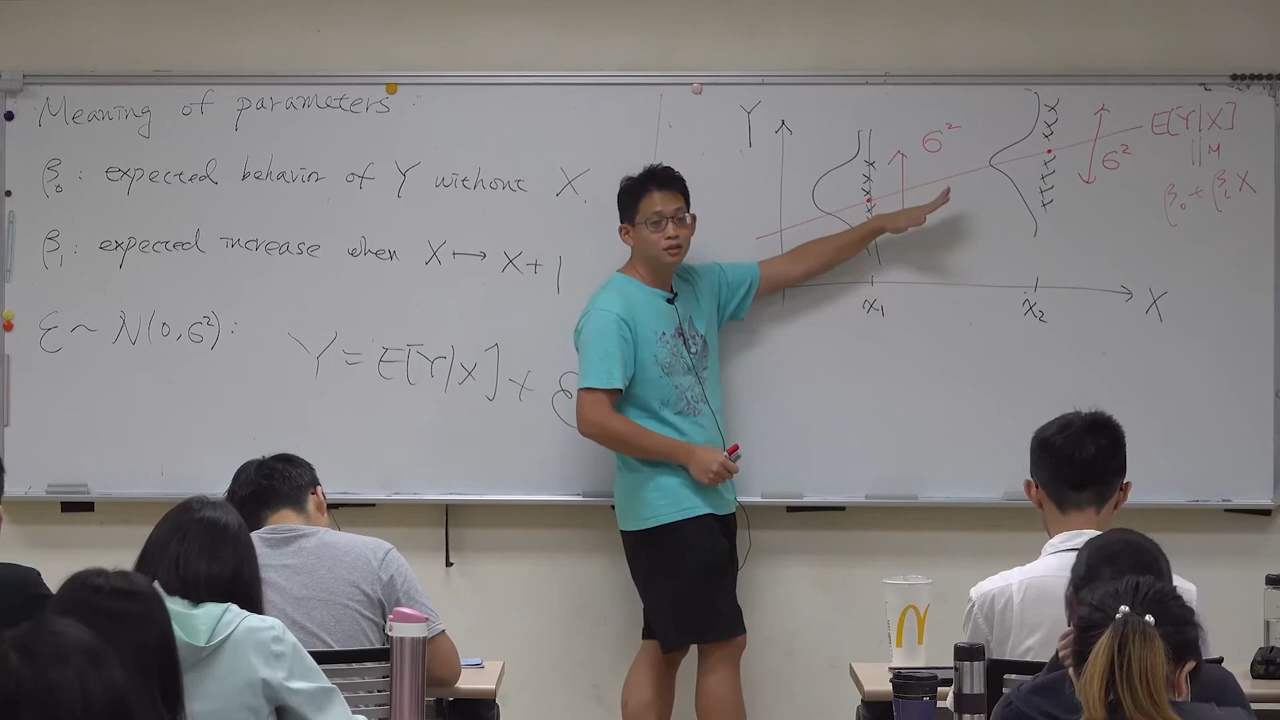 Meaning of parameters:
β₀: expected behavior of Y without X.
β₁: expected increase when X ↦ X+1
ε ~ N(0,σ²):
Y = E[Y|X] + ε
Y
σ²
E[Y|X]
σ²
||M
β₀ + β₁X
x₁
x₂
X